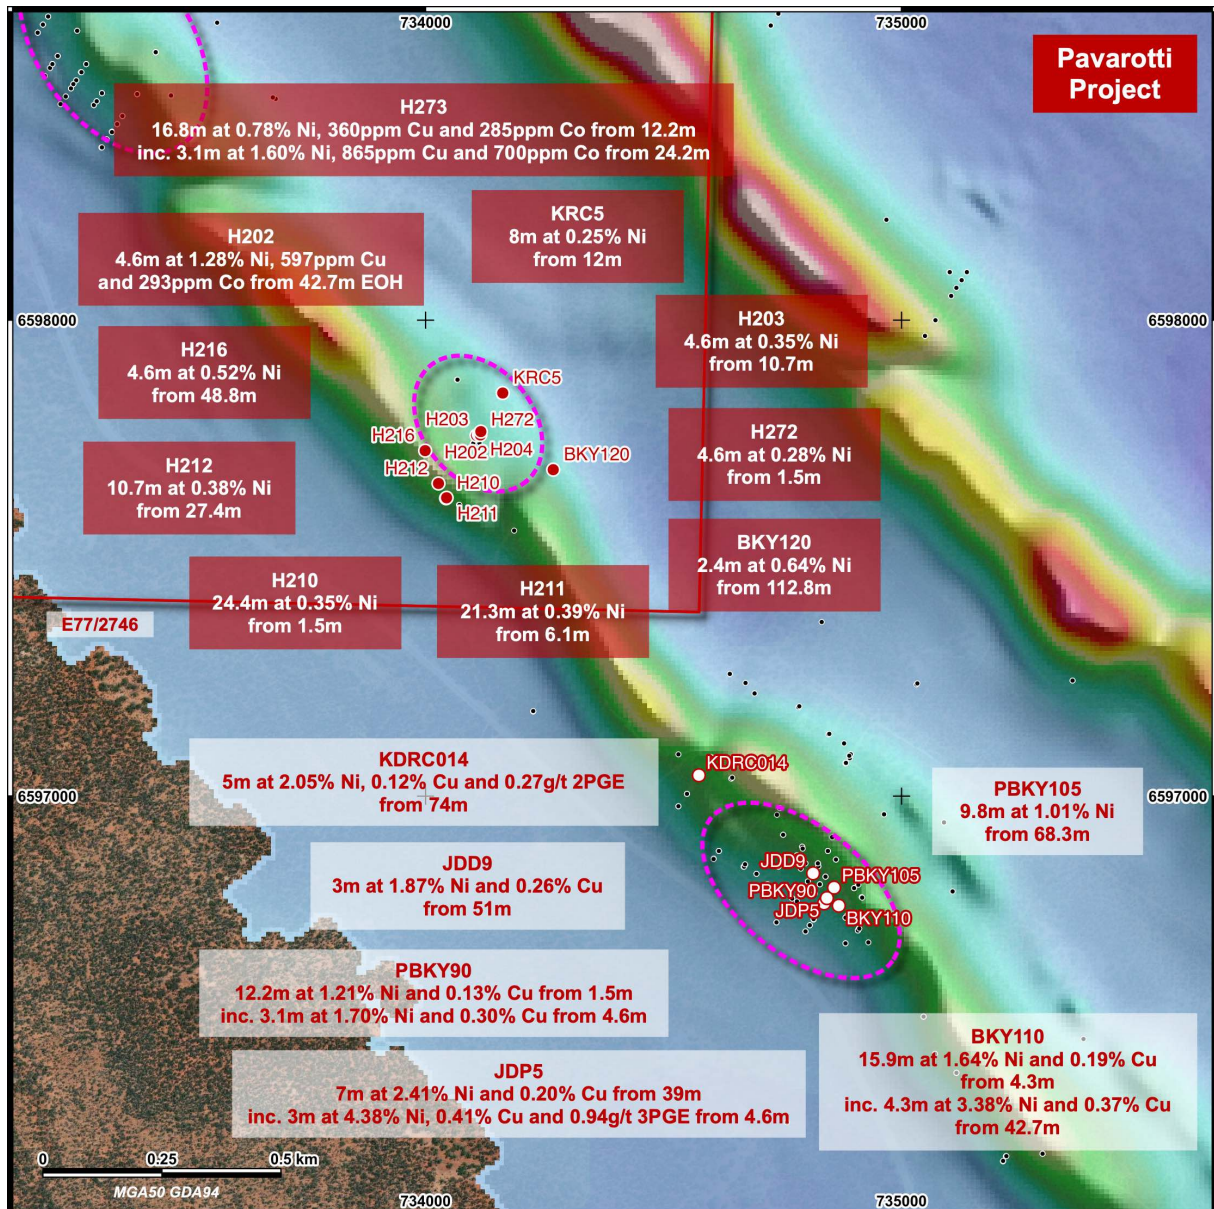 734000
735000
Pavarotti
Project
H273
16.8m at 0.78% Ni, 360ppm Cu and 285ppm Co from 12.2m
inc. 3.1m at 1.60% Ni, 865ppm Cu and 700ppm Co from 24.2m
KRC5
8m at 0.25% Ni
from 12m
H202
4.6m at 1.28% Ni, 597ppm Cu
and 293ppm Co from 42.7m EOH
6598000
6598000
H203
4.6m at 0.35% Ni
from 10.7m
H216
4.6m at 0.52% Ni
from 48.8m
KRC5
H203
H272
H216
H202
H204
H212
H210
BKY120
H211
H272
4.6m at 0.28% Ni
from 1.5m
H212
10.7m at 0.38% Ni
from 27.4m
BKY120
2.4m at 0.64% Ni
from 112.8m
H210
24.4m at 0.35% Ni
from 1.5m
H211
21.3m at 0.39% Ni
from 6.1m
E77/2746
KDRC014
5m at 2.05% Ni, 0.12% Cu and 0.27g/t 2PGE
from 74m
KDRC014
6597000
6597000
PBKY105
9.8m at 1.01% Ni
from 68.3m
JDD9
3m at 1.87% Ni and 0.26% Cu
from 51m
JDD9
PBKY105
PBKY90
JDP5
BKY110
PBKY90
12.2m at 1.21% Ni and 0.13% Cu from 1.5m
inc. 3.1m at 1.70% Ni and 0.30% Cu from 4.6m
JDP5
7m at 2.41% Ni and 0.20% Cu from 39m
inc. 3m at 4.38% Ni, 0.41% Cu and 0.94g/t 3PGE from 4.6m
BKY110
15.9m at 1.64% Ni and 0.19% Cu
from 4.3m
inc. 4.3m at 3.38% Ni and 0.37% Cu
from 42.7m
0 0.25 0.5 km
MGA50 GDA94
734000
735000